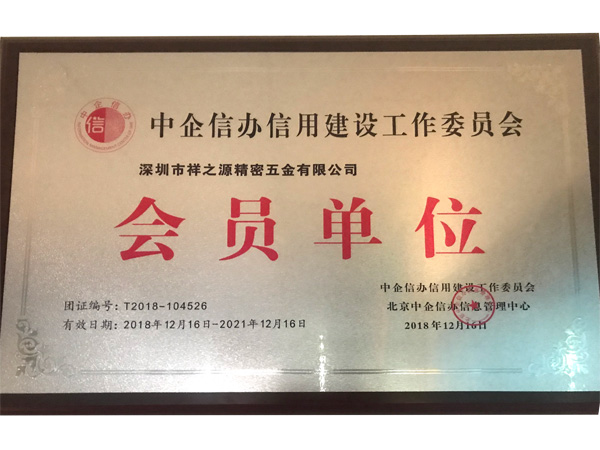 中企信办
信
中企信办信用建设工作委员会
深圳市祥之源精密五金有限公司
会员单位
中企信办信用建设工作委员会
团证编号：T2018-104526
北京中企信办信息管理中心
有效日期：2018年12月16日-2021年12月16日
2018年12月16日